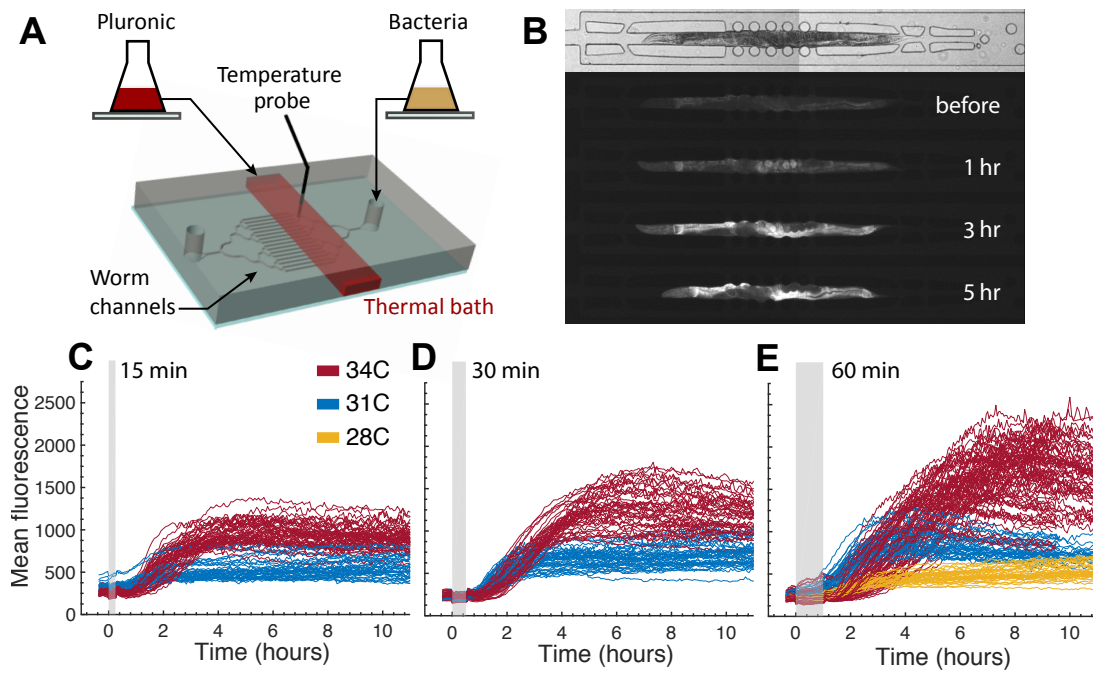 A
Pluronic
Bacteria
Temperature
probe
Worm
channels
Thermal bath
B
before
1 hr
3 hr
5 hr
C
15 min
34C
31C
28C
Mean fluorescence
2500
2000
1500
1000
500
0
0 2 4 6 8 10
Time (hours)
D
30 min
0 2 4 6 8 10
Time (hours)
E
60 min
0 2 4 6 8 10
Time (hours)